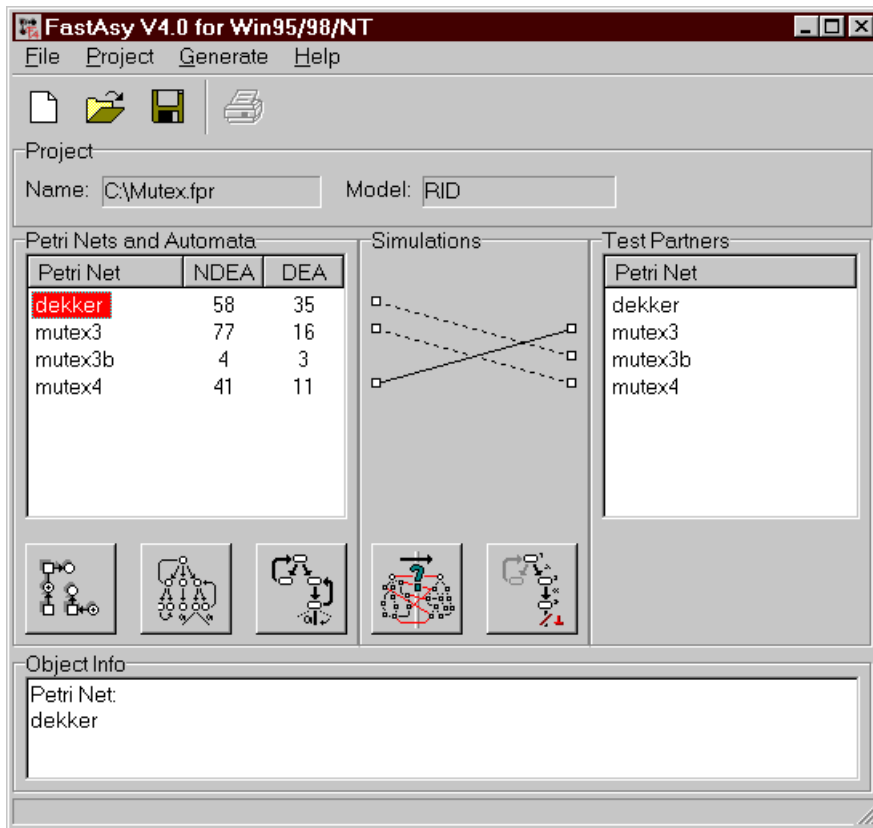 FastAsy V4.0 for Win95/98/NT
File Project Generate Help
Project
Name: C:\Mutex.fpr Model: RID
Petri Nets and Automata Simulations Test Partners
Petri Net NDEA DEA Petri Net
dekker 58 35 dekker
mutex3 77 16 mutex3
mutex3b 4 3 mutex3b
mutex4 41 11 mutex4
?
Object Info
Petri Net:
dekker